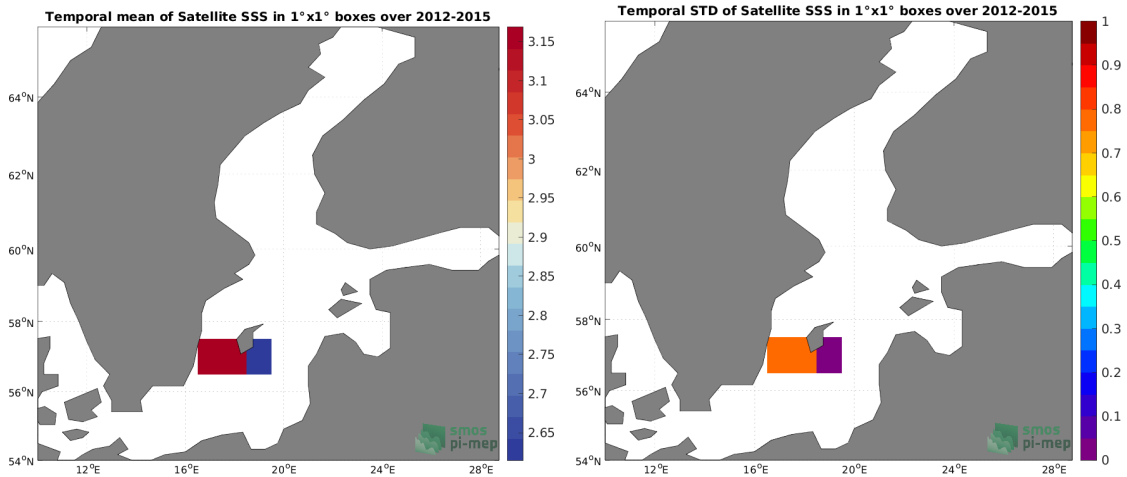 Temporal mean of Satellite SSS in 1°x1° boxes over 2012-2015
64°N
62°N
60°N
58°N
56°N
54°N
12°E
16°E
20°E
24°E
28°E
3.15
3.1
3.05
3
2.95
2.9
2.85
2.8
2.75
2.7
2.65
smos
pi-mep
Temporal STD of Satellite SSS in 1°x1° boxes over 2012-2015
64°N
62°N
60°N
58°N
56°N
54°N
12°E
16°E
20°E
24°E
28°E
1
0.9
0.8
0.7
0.6
0.5
0.4
0.3
0.2
0.1
0
smos
pi-mep